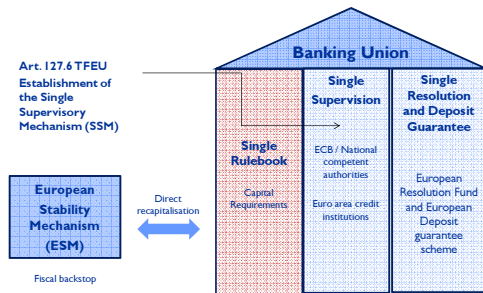 Banking Union
Art. 127.6 TFEU
Establishment of
the Single
Supervisory
Mechanism (SSM)
Single
Rulebook
Capital
Requirements
Single
Supervision
ECB / National
competent
authorities
Euro area credit
institutions
Single
Resolution
and Deposit
Guarantee
European
Resolution Fund
and European
Deposit
guarantee
scheme
European
Stability
Mechanism
(ESM)
Direct
recapitalisation
Fiscal backstop